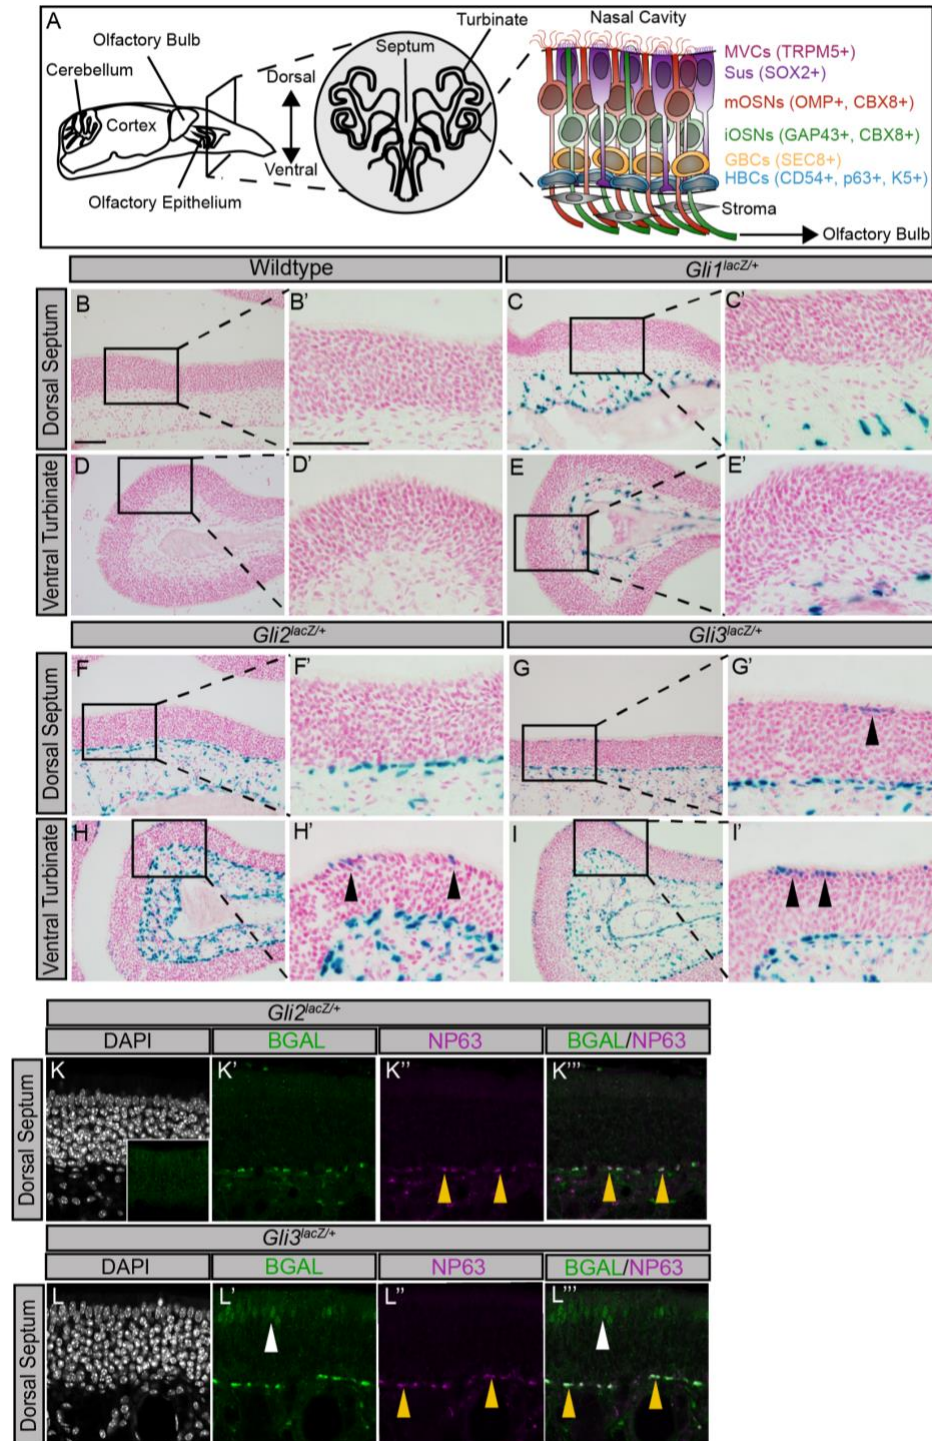 A
Olfactory Bulb
Cerebellum
Cortex
Olfactory Epithelium
Dorsal
Ventral
Septum
Turbinate
Nasal Cavity
MVCs (TRPM5+)
Sus (SOX2+)
mOSNs (OMP+, CBX8+)
iOSNs (GAP43+, CBX8+)
GBCs (SEC8+)
HBCs (CD54+, p63+, K5+)
Stroma
Olfactory Bulb
Wildtype
Gli1lacZ/+
Dorsal Septum
B
B'
C
C'
Ventral Turbinate
D
D'
E
E'
Gli2lacZ/+
Gli3lacZ/+
Dorsal Septum
F
F'
G
G'
Ventral Turbinate
H
H'
I
I'
Gli2lacZ/+
DAPI
BGAL
NP63
BGAL/NP63
Dorsal Septum
K
K'
K''
K'''
Gli3lacZ/+
DAPI
BGAL
NP63
BGAL/NP63
Dorsal Septum
L
L'
L''
L'''